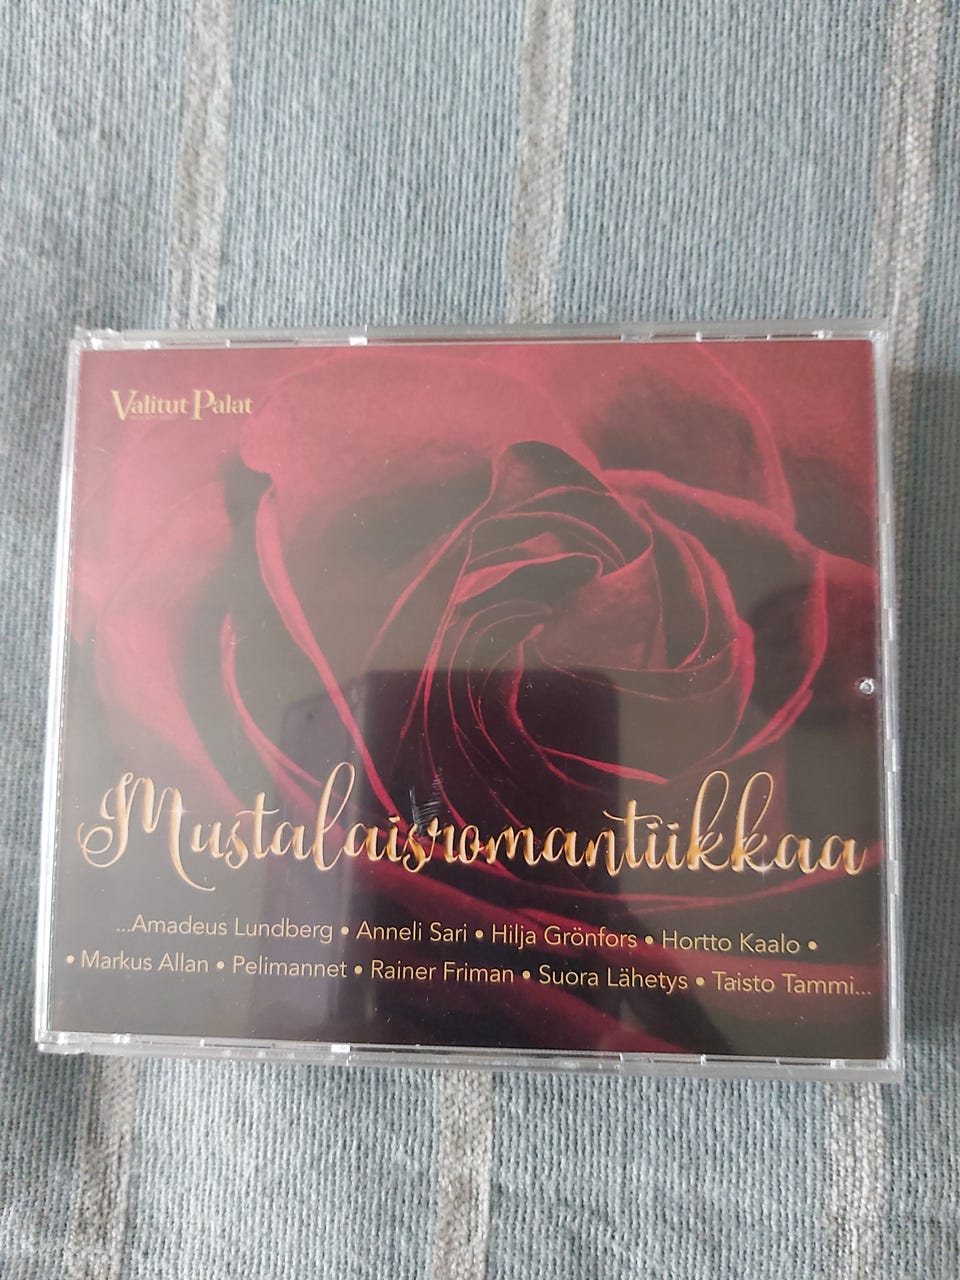 Valitut Palat
Mustalaisromantiikkaa
...Amadeus Lundberg • Anneli Sari • Hilja Grönfors • Hortto Kaalo •
• Markus Allan • Pelimannet • Rainer Friman • Suora Lähetys • Taisto Tammi...